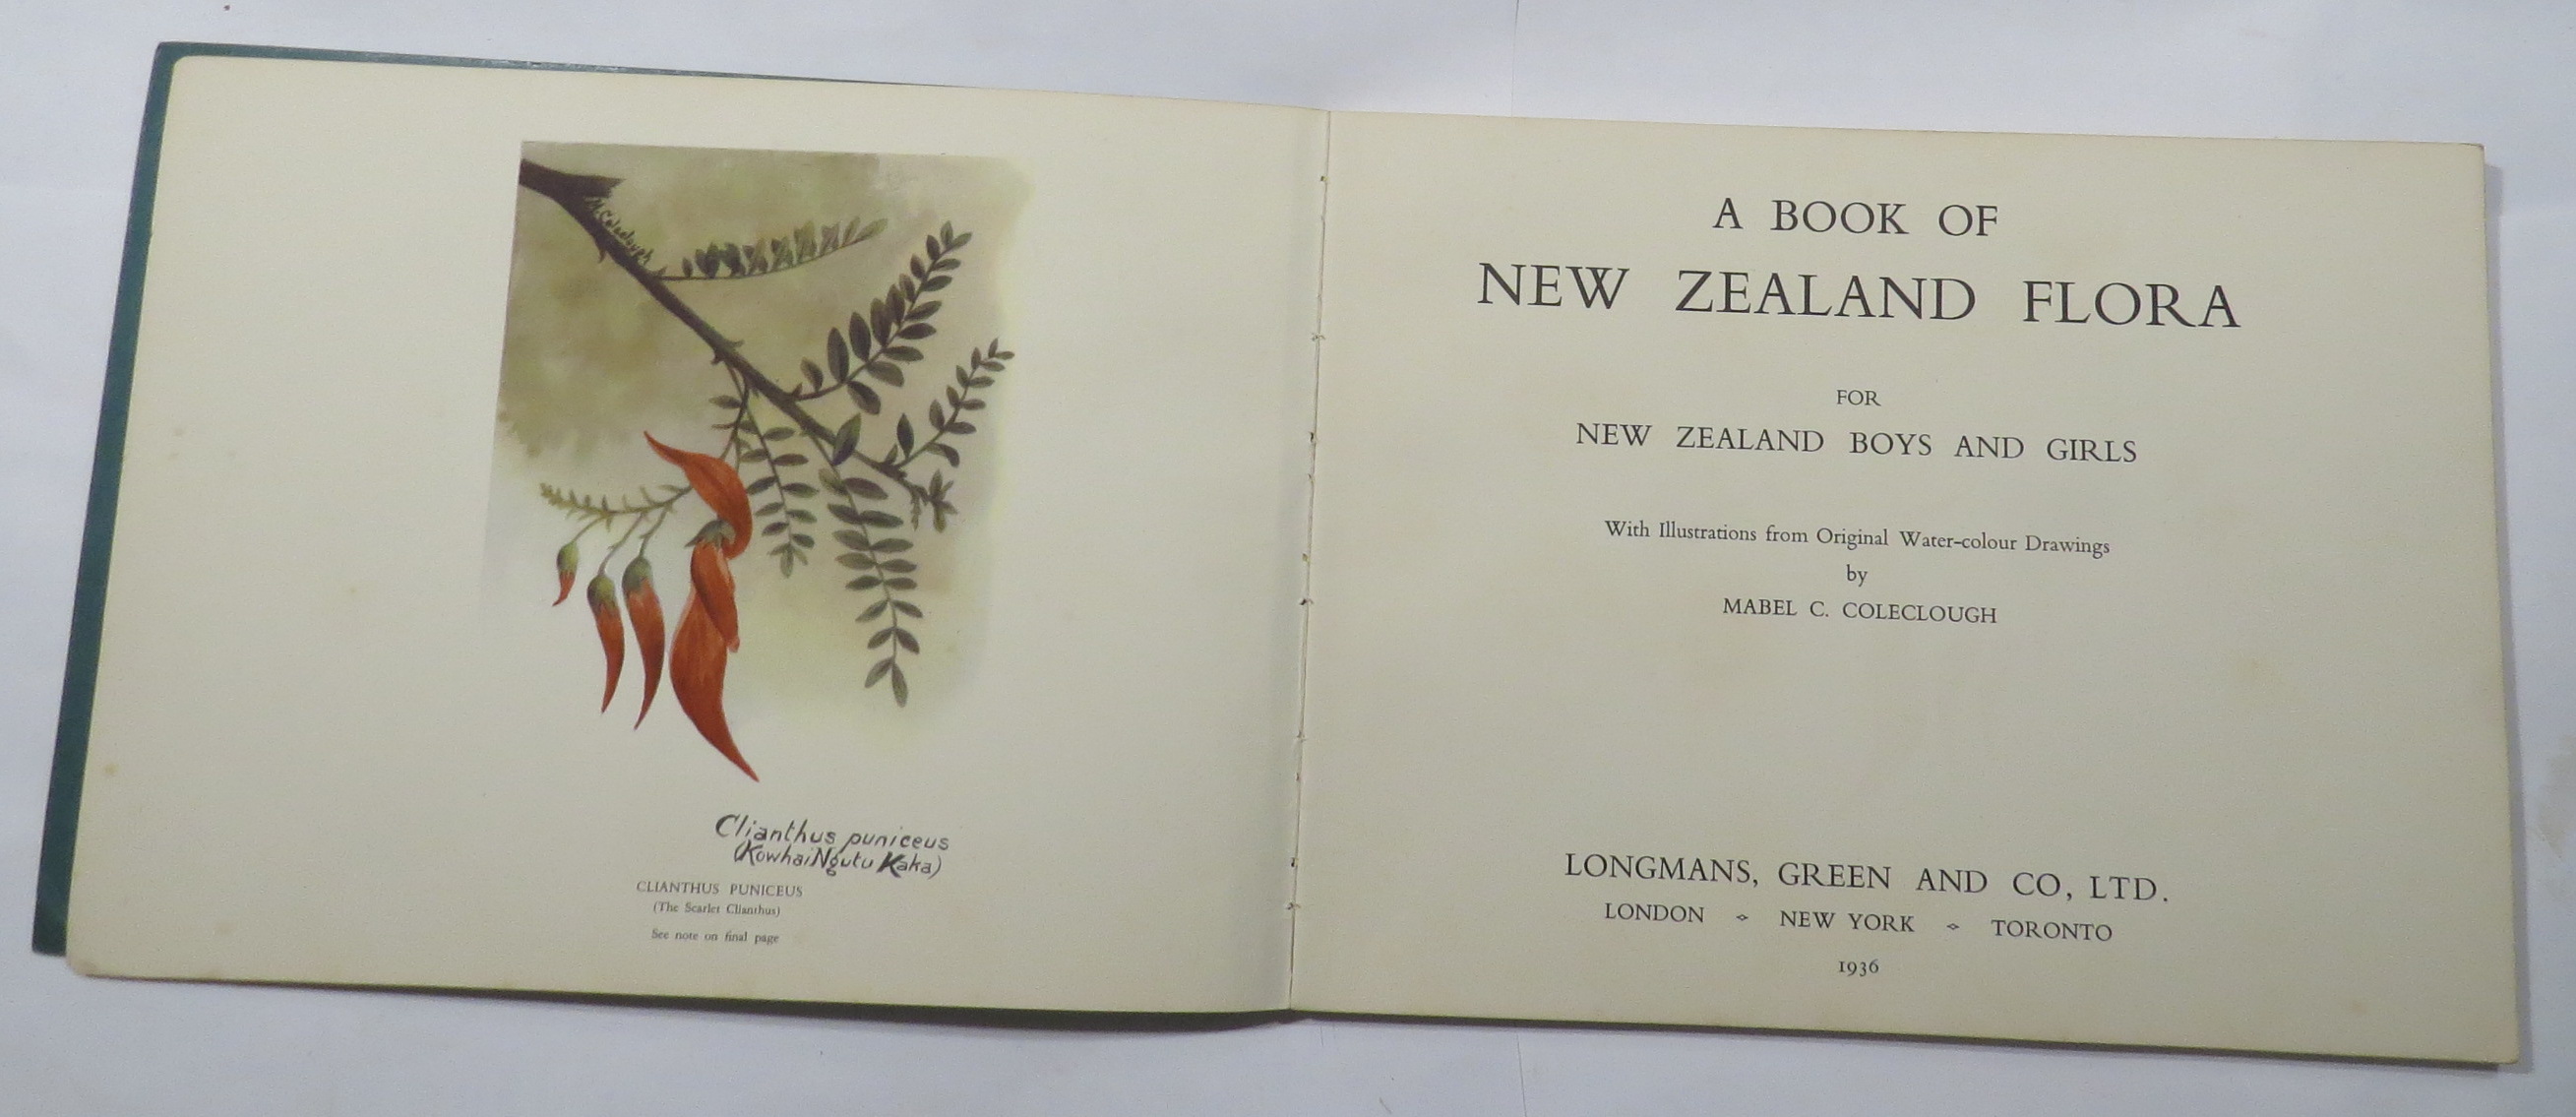 M. Coleclough
Clianthus puniceus
(Kowhai Ngutu Kaka)
CLIANTHUS PUNICEUS
(The Scarlet Clianthus)
See note on final page
A BOOK OF
NEW ZEALAND FLORA
FOR
NEW ZEALAND BOYS AND GIRLS
With Illustrations from Original Water-colour Drawings
by
MABEL C. COLECLOUGH
LONGMANS, GREEN AND CO, LTD.
LONDON ⋄ NEW YORK ⋄ TORONTO
1936